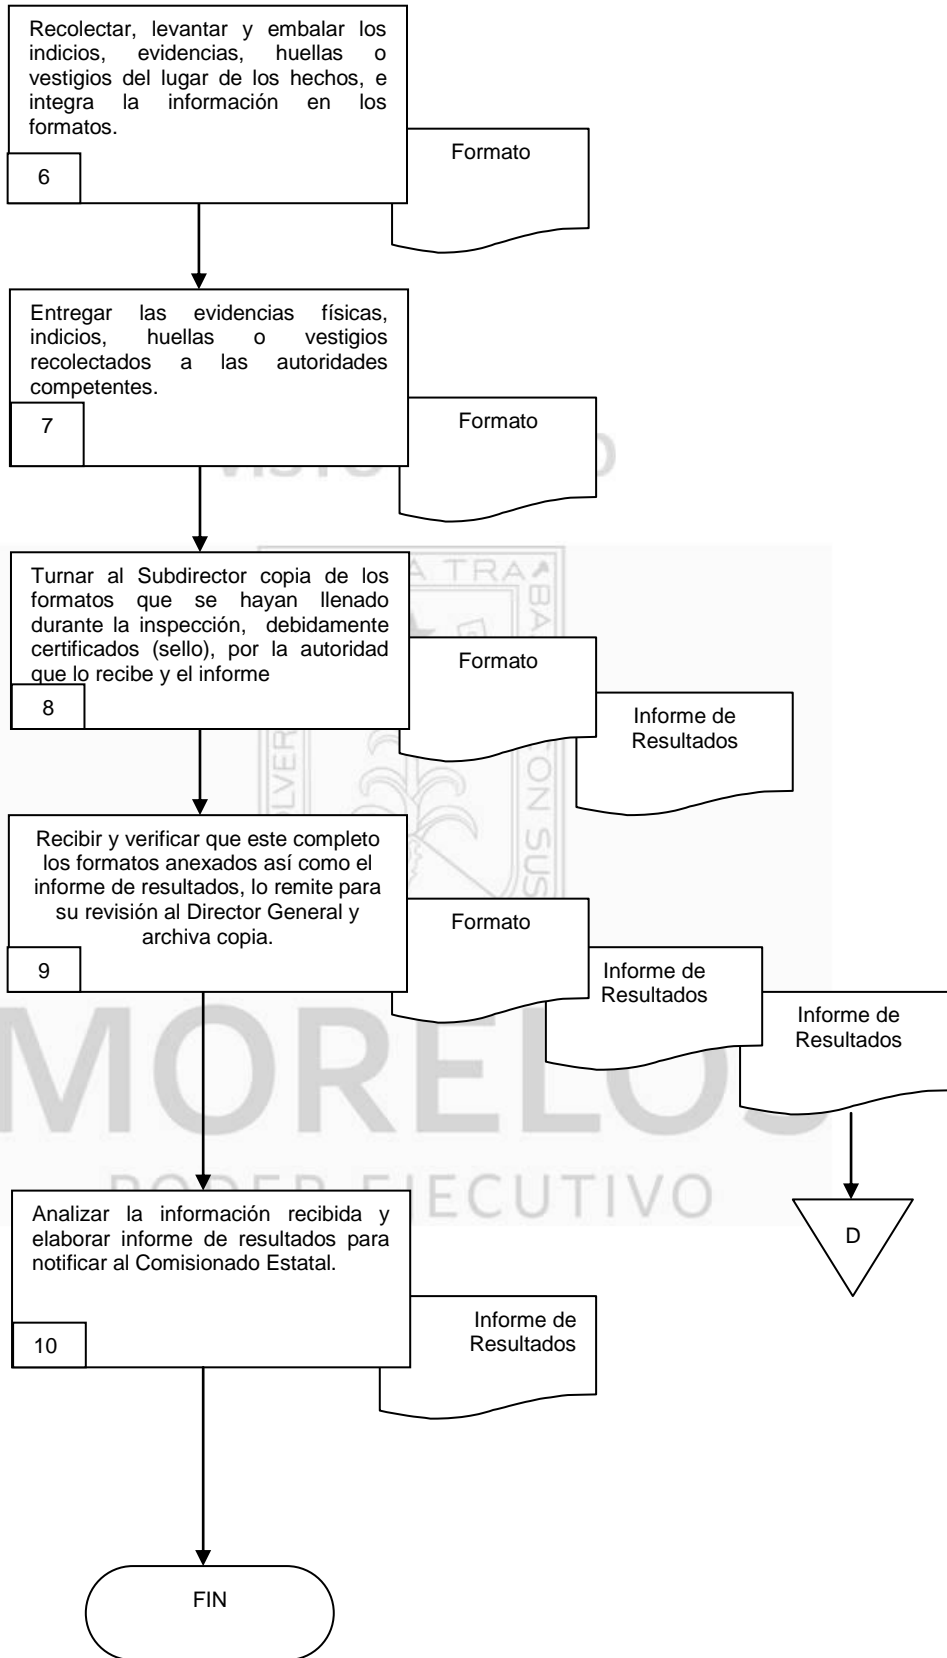 Recolectar, levantar y embalar los
indicios, evidencias, huellas o
vestigios del lugar de los hechos, e
integra la información en los
formatos.
6
Formato
Entregar las evidencias físicas,
indicios, huellas o vestigios
recolectados a las autoridades
competentes.
7
Formato
Turnar al Subdirector copia de los
formatos que se hayan llenado
durante la inspección, debidamente
certificados (sello), por la autoridad
que lo recibe y el informe
8
Formato
Informe de
Resultados
Recibir y verificar que este completo
los formatos anexados así como el
informe de resultados, lo remite para
su revisión al Director General y
archiva copia.
9
Formato
Informe de
Resultados
Informe de
Resultados
D
MORELOS
PODER EJECUTIVO
Analizar la información recibida y
elaborar informe de resultados para
notificar al Comisionado Estatal.
10
Informe de
Resultados
FIN